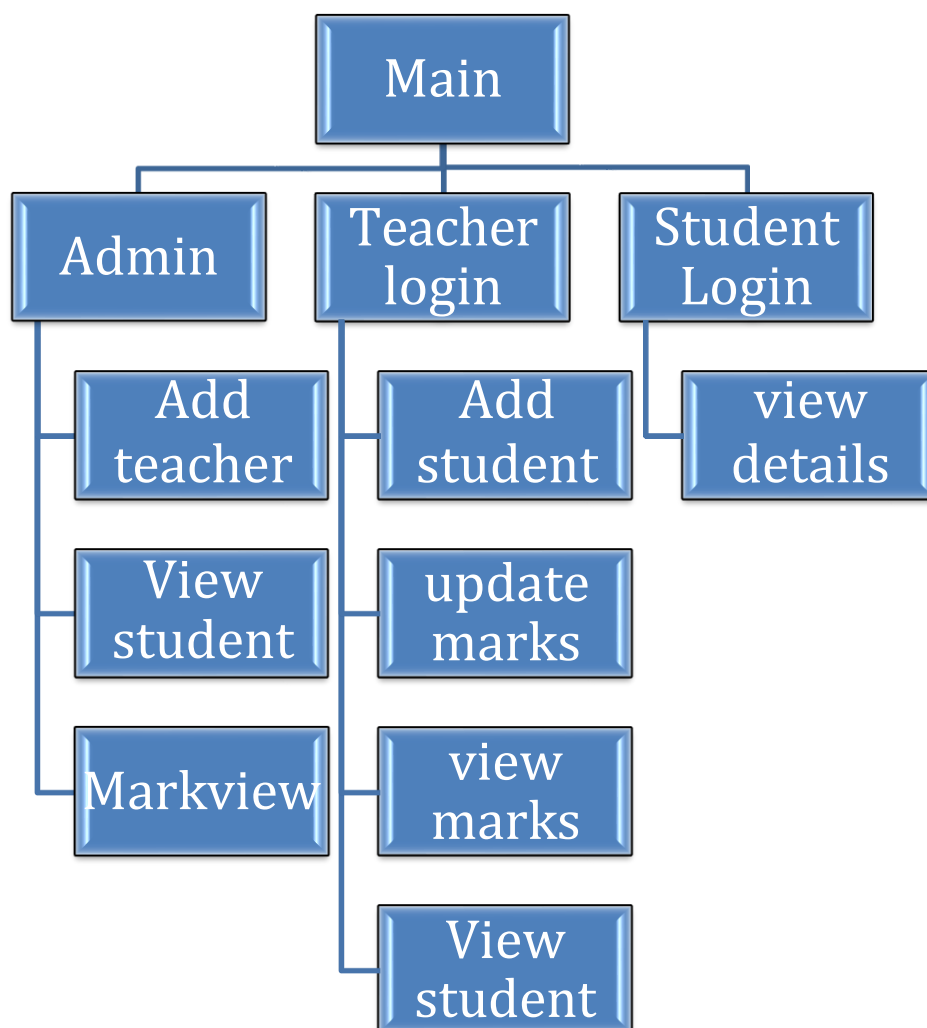 Main
Admin
Teacher
login
Student
Login
Add
teacher
Add
student
view
details
View
student
update
marks
Markview
view
marks
View
student